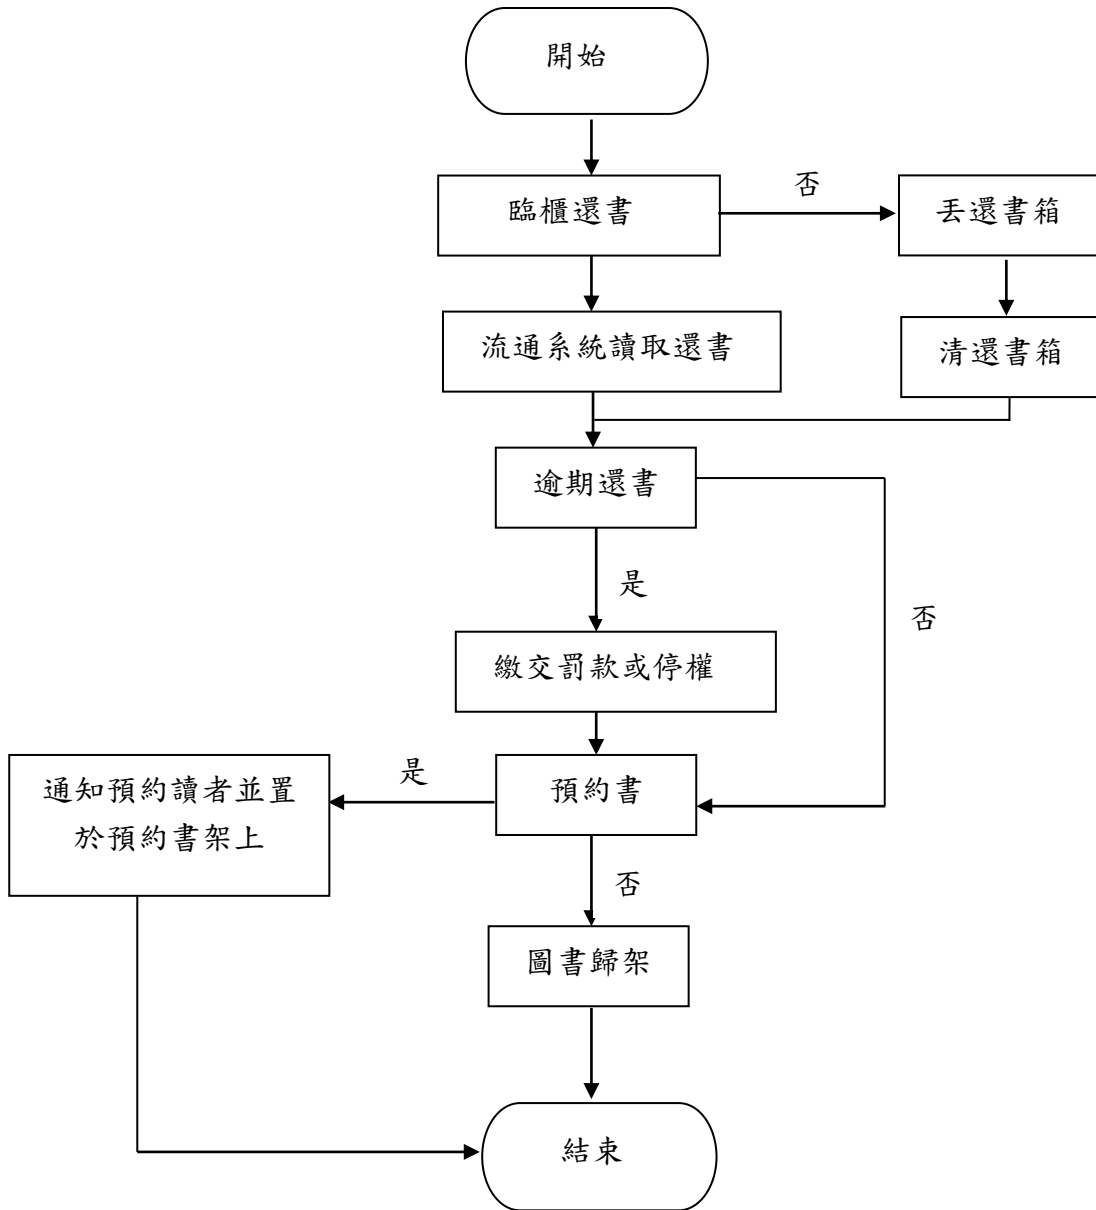 開始
臨櫃還書
否
丟還書箱
流通系統讀取還書
清還書箱
逾期還書
是
否
繳交罰款或停權
通知預約讀者並置
於預約書架上
是
預約書
否
圖書歸架
結束